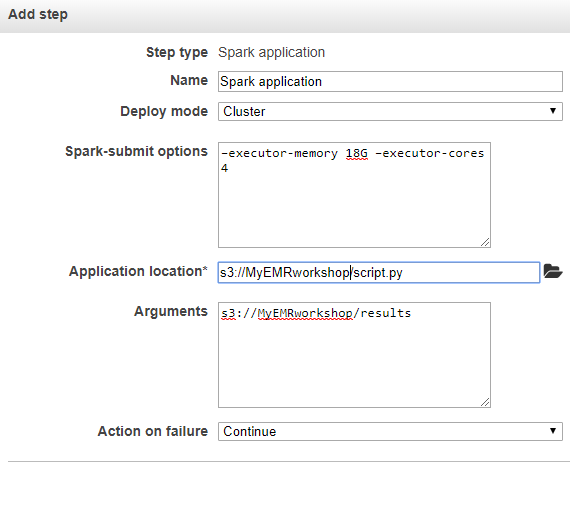 Add step
Step type Spark application
Name Spark application
Deploy mode Cluster
Spark-submit options –executor-memory 18G –executor-cores
4
Application location* s3://MyEMRworkshop/script.py
Arguments s3://MyEMRworkshop/results
Action on failure Continue